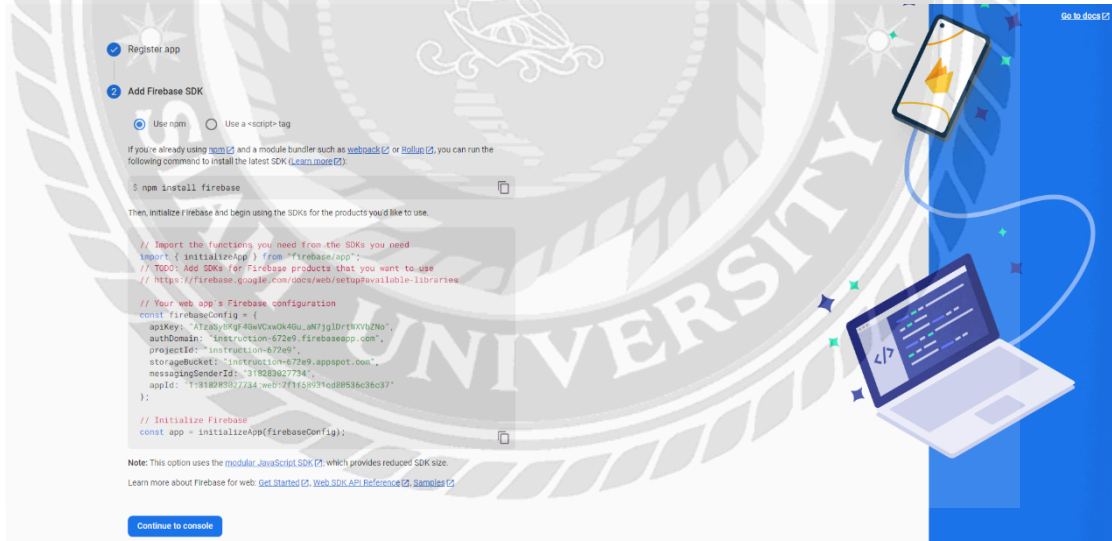 Go to docs
Register app
2 Add Firebase SDK
Use npm Use a <script> tag
If you're already using npm and a module bundler such as webpack or Rollup, you can run the
following command to install the latest SDK (Learn more):
$ npm install firebase
Then, initialize Firebase and begin using the SDKs for the products you'd like to use.
// Import the functions you need from the SDKs you need
import { initializeApp } from "firebase/app";
// TODO: Add SDKs for Firebase products that you want to use
// https://firebase.google.com/docs/web/setup#available-libraries
// Your web app's Firebase configuration
const firebaseConfig = {
apiKey:
authDomain: "instruction-672e9.firebaseapp.com",
projectId: "instruction-672e9",
storageBucket: "instruction-672e9.appspot.com",
messagingSenderId: "318283027734",
appId:
};
// Initialize Firebase
const app = initializeApp(firebaseConfig);
Note: This option uses the modular JavaScript SDK, which provides reduced SDK size.
Learn more about Firebase for web: Get Started, Web SDK API Reference, Samples
Continue to console
</>
SIAM UNIVERSITY